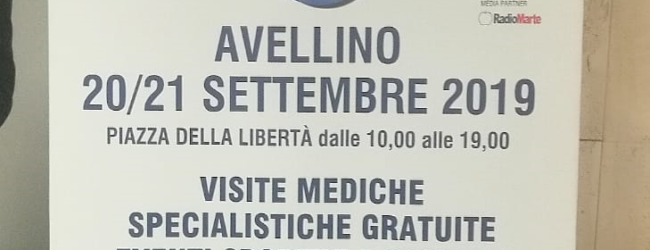 MEDIA PARTNER
RadioMarte
AVELLINO
20/21 SETTEMBRE 2019
PIAZZA DELLA LIBERTÀ dalle 10,00 alle 19,00
VISITE MEDICHE
SPECIALISTICHE GRATUITE